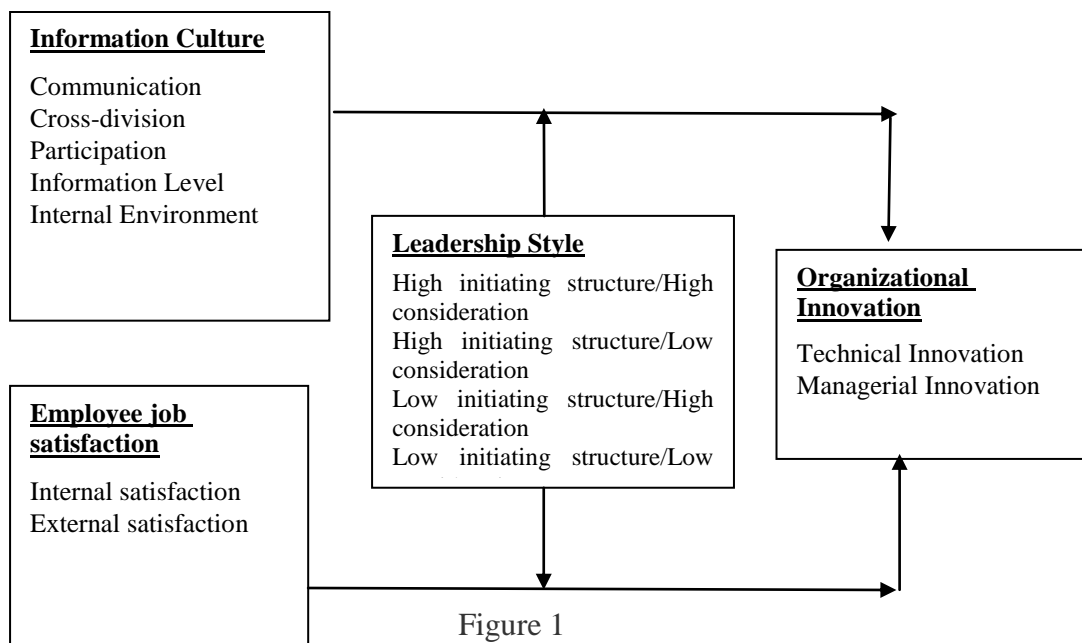 Information Culture
Communication
Cross-division
Participation
Information Level
Internal Environment
Leadership Style
High initiating structure/High
consideration
High initiating structure/Low
consideration
Low initiating structure/High
consideration
Low initiating structure/Low
Organizational
Innovation
Technical Innovation
Managerial Innovation
Employee job
satisfaction
Internal satisfaction
External satisfaction
Figure 1